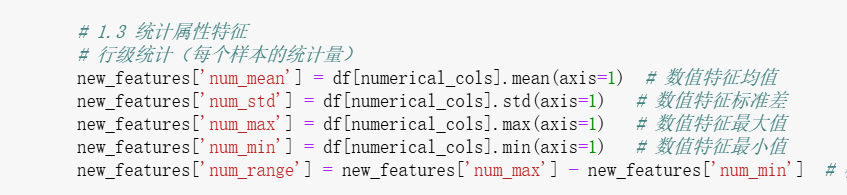 # 1.3 统计属性特征
# 行级统计（每个样本的统计量）
new_features['num_mean'] = df[numerical_cols].mean(axis=1)  # 数值特征均值
new_features['num_std'] = df[numerical_cols].std(axis=1)   # 数值特征标准差
new_features['num_max'] = df[numerical_cols].max(axis=1)   # 数值特征最大值
new_features['num_min'] = df[numerical_cols].min(axis=1)   # 数值特征最小值
new_features['num_range'] = new_features['num_max'] - new_features['num_min']  #